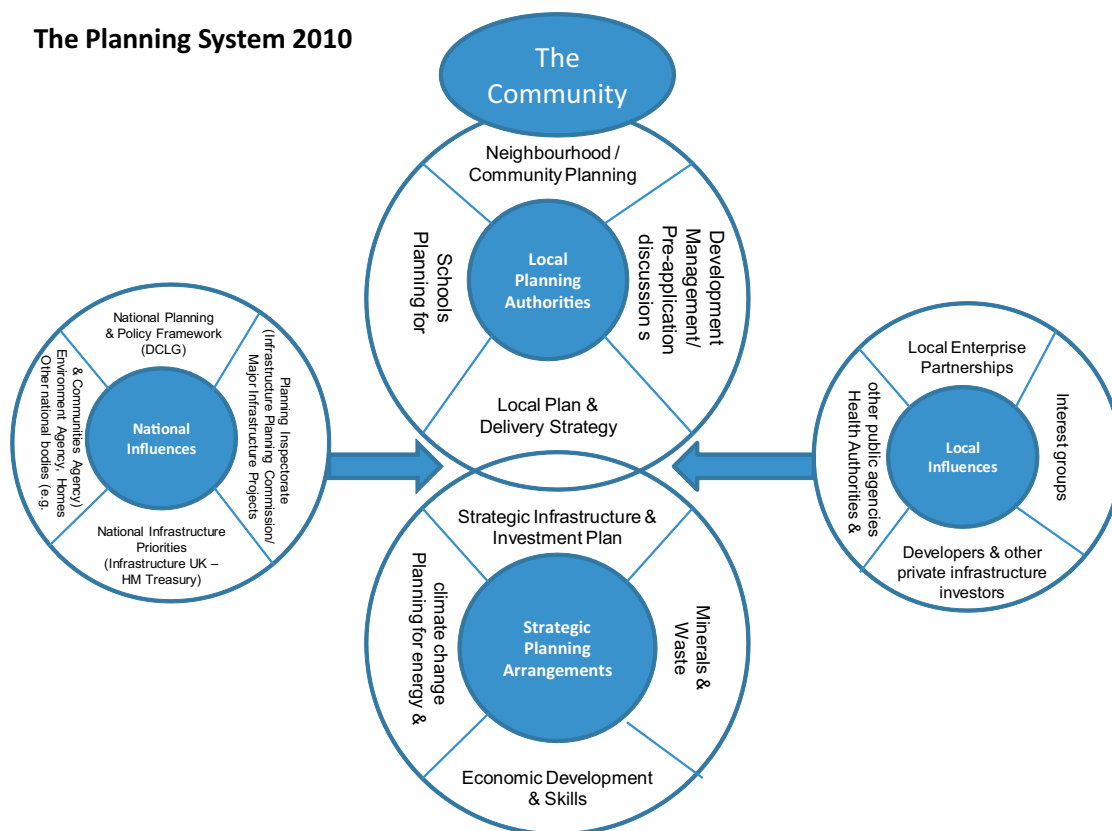 The Planning System 2010
The
Community
Neighbourhood /
Community Planning
Planning for
Schools
Local
Planning
Authorities
Development
Management/
Pre-application
discussion s
Local Plan &
Delivery Strategy
National Planning
& Policy Framework
(DCLG)
Other national bodies (e.g.
Environment Agency, Homes
& Communities Agency)
National
Influences
Planning Inspectorate
(Infrastructure Planning Commission/
Major Infrastructure Projects
National Infrastructure
Priorities
(Infrastructure UK –
HM Treasury)
Local Enterprise
Partnerships
Health Authorities &
other public agencies
Local
Influences
Interest groups
Developers & other
private infrastructure
investors
Strategic Infrastructure &
Investment Plan
Planning for energy &
climate change
Strategic
Planning
Arrangements
Minerals &
Waste
Economic Development
& Skills